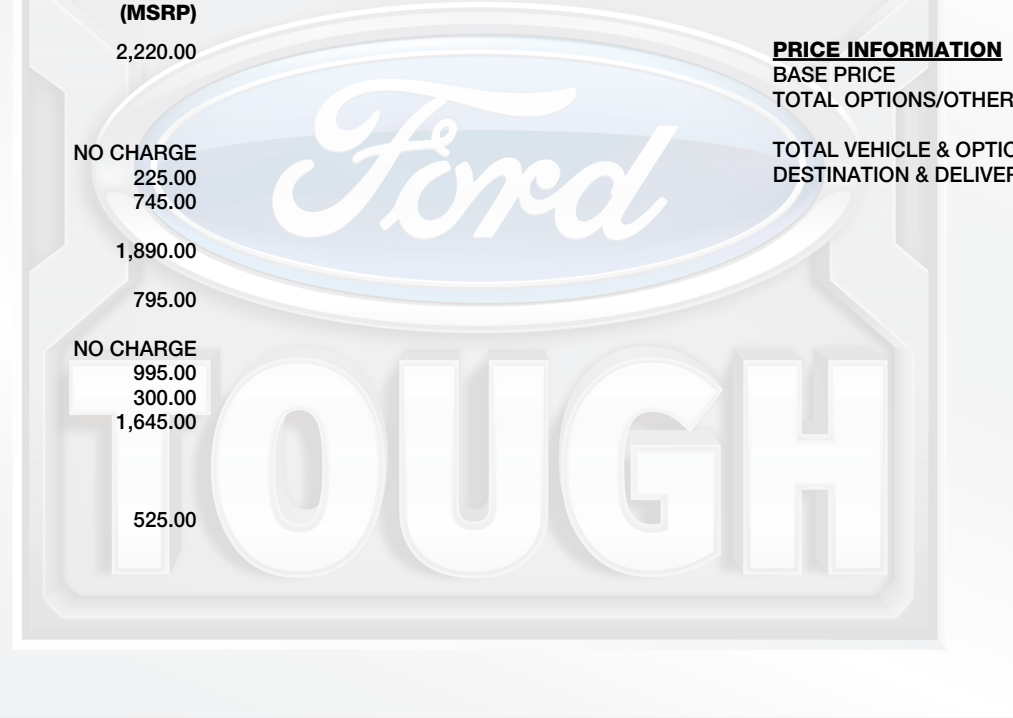 (MSRP)
2,220.00
NO CHARGE
225.00
745.00
1,890.00
795.00
NO CHARGE
995.00
300.00
1,645.00
525.00
PRICE INFORMATION
BASE PRICE
TOTAL OPTIONS/OTHER
TOTAL VEHICLE & OPTIO
DESTINATION & DELIVER
Ford
TOUGH